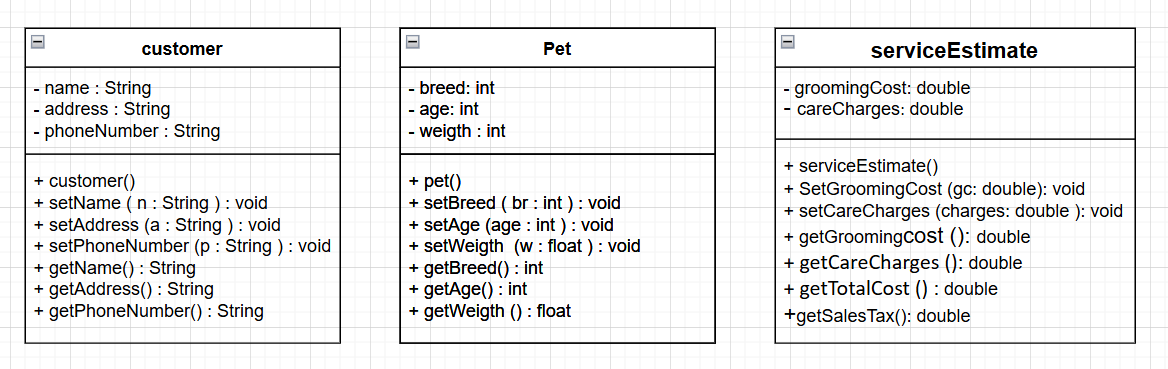 customer
- name : String
- address : String
- phoneNumber : String
+ customer()
+ setName ( n : String ) : void
+ setAddress (a : String ) : void
+ setPhoneNumber (p : String ) : void
+ getName() : String
+ getAddress() : String
+ getPhoneNumber() : String
Pet
- breed: int
- age: int
- weigth : int
+ pet()
+ setBreed ( br : int ) : void
+ setAge (age : int ) : void
+ setWeigth (w : float ) : void
+ getBreed() : int
+ getAge() : int
+ getWeigth () : float
serviceEstimate
- groomingCost: double
- careCharges: double
+ serviceEstimate()
+ SetGroomingCost (gc: double): void
+ setCareCharges (charges: double ): void
+ getGroomingcost (): double
+ getCareCharges (): double
+ getTotalCost () : double
+getSalesTax(): double